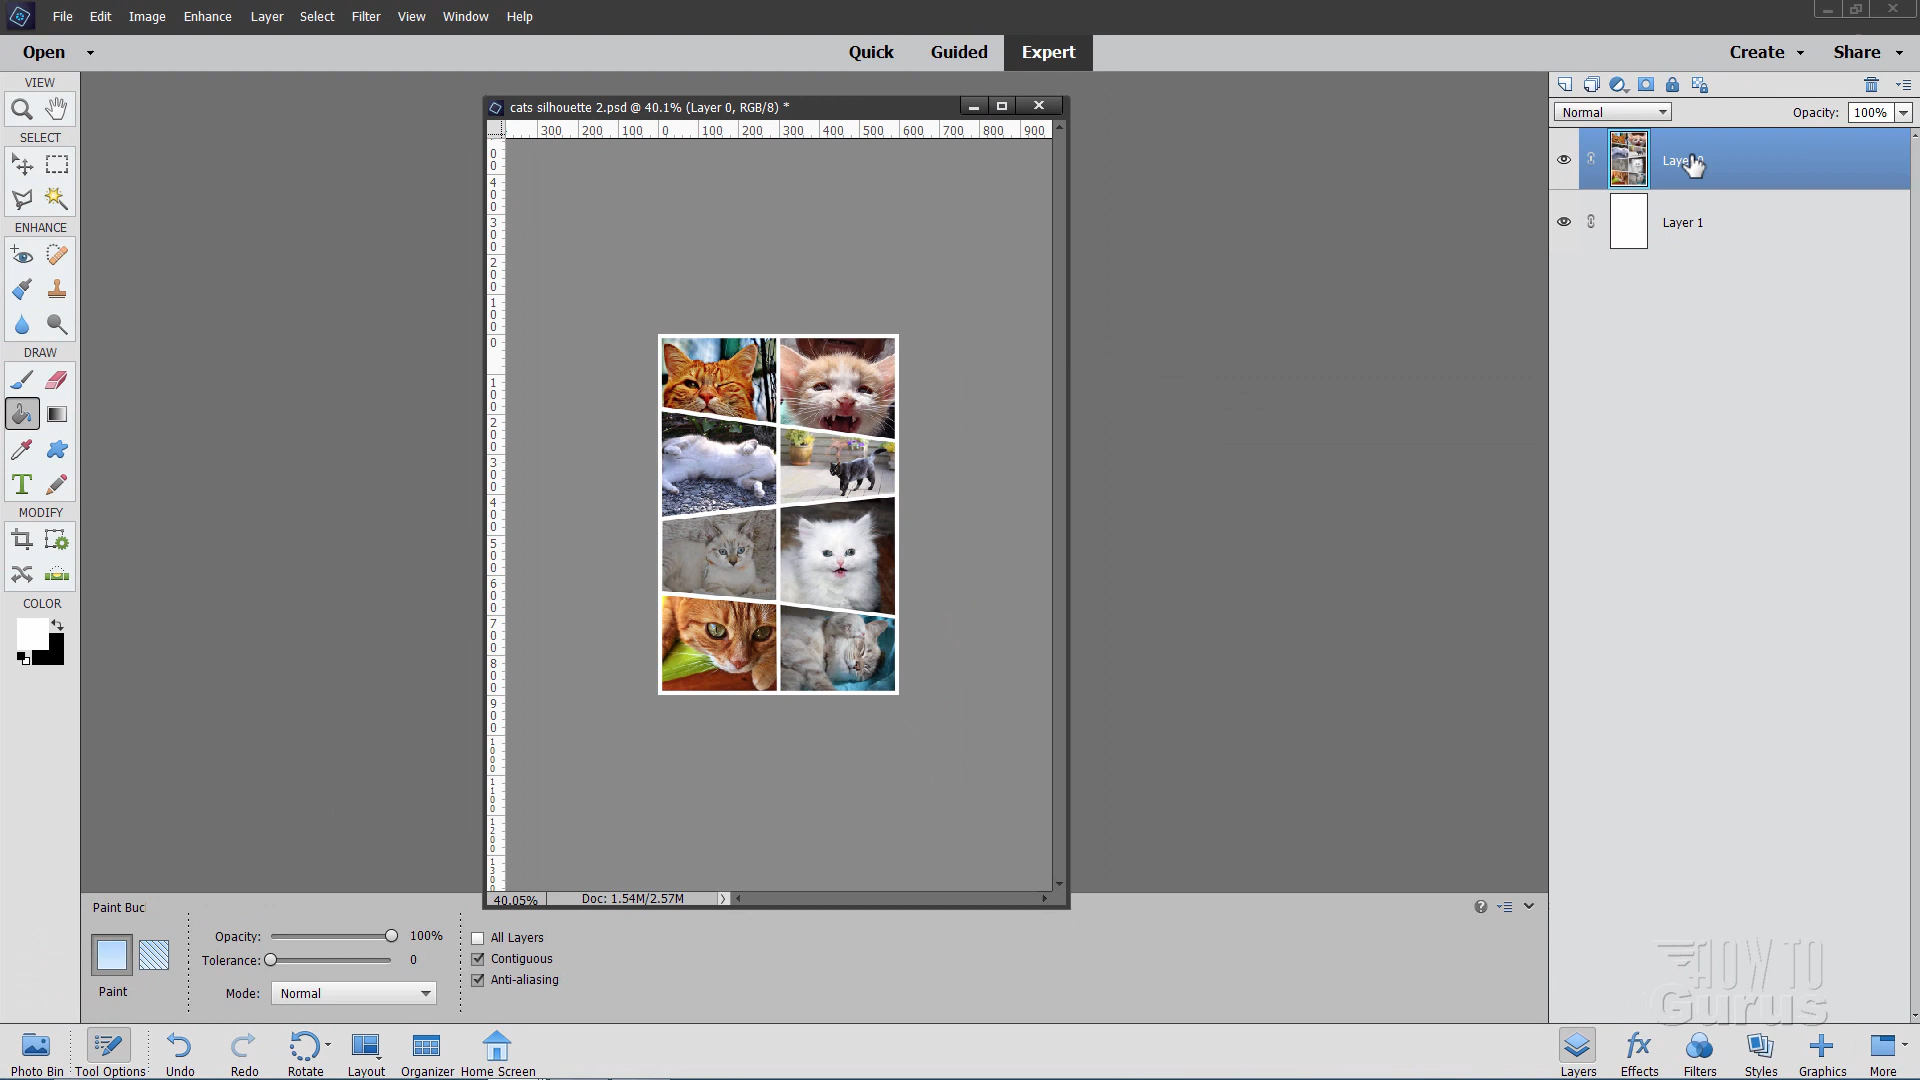 File Edit Image Enhance Layer Select Filter View Window Help
Open Quick Guided Expert Create Share
VIEW
SELECT
ENHANCE
DRAW
MODIFY
COLOR
cats silhouette 2.psd @ 40.1% (Layer 0, RGB/8) *
300 200 100 0 100 200 300 400 500 600 700 800 900
40.05% Doc: 1.54M/2.57M
Normal Opacity: 100%
Layer 1
Paint Buc
Opacity: 100%
Tolerance: 0
Mode: Normal
Paint
All Layers
Contiguous
Anti-aliasing
HOW TO
Gurus
Photo Bin Tool Options Undo Redo Rotate Layout Organizer Home Screen Layers Effects Filters Styles Graphics More